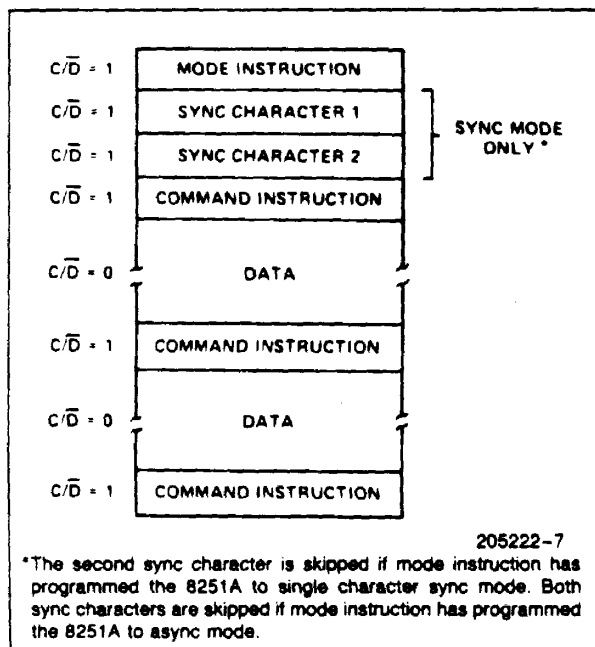 C/D̅ = 1 MODE INSTRUCTION
C/D̅ = 1 SYNC CHARACTER 1
SYNC MODE
ONLY *
C/D̅ = 1 SYNC CHARACTER 2
C/D̅ = 1 COMMAND INSTRUCTION
C/D̅ = 0 DATA
C/D̅ = 1 COMMAND INSTRUCTION
C/D̅ = 0 DATA
C/D̅ = 1 COMMAND INSTRUCTION
205222-7
*The second sync character is skipped if mode instruction has
programmed the 8251A to single character sync mode. Both
sync characters are skipped if mode instruction has programmed
the 8251A to async mode.